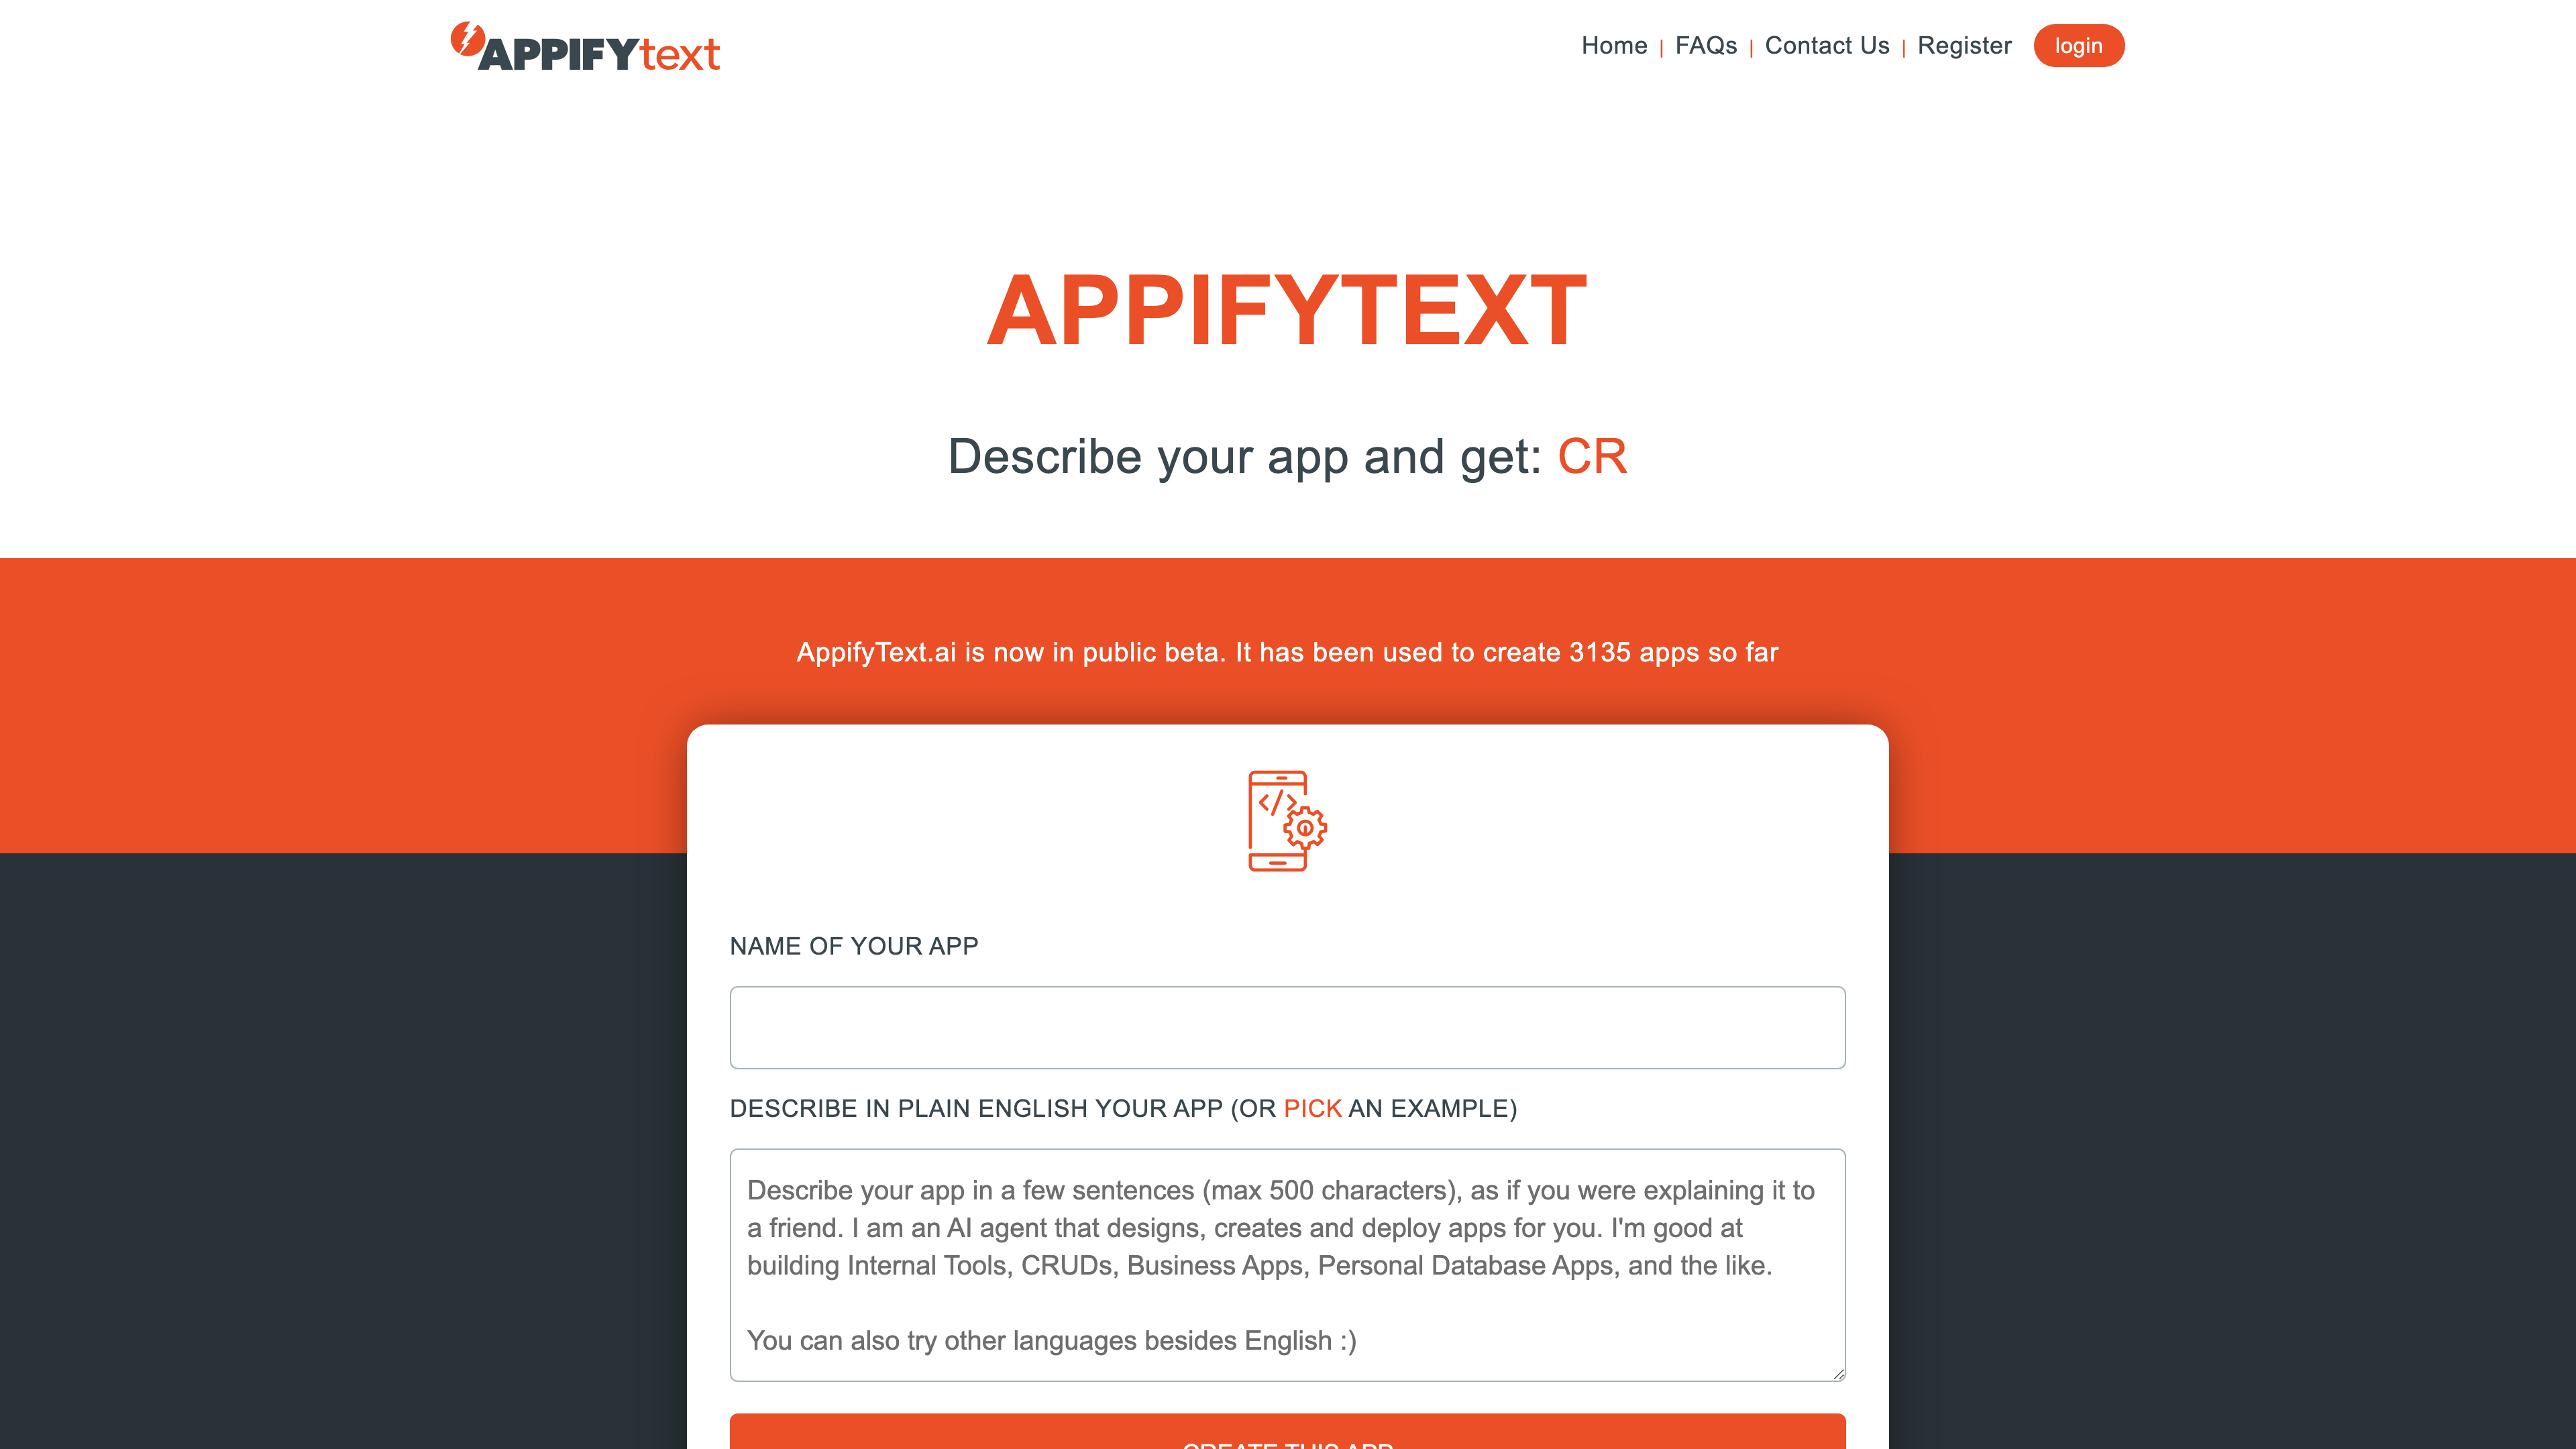 APPIFYtext
Home | FAQs | Contact Us | Register login
APPIFYTEXT
Describe your app and get: CR
AppifyText.ai is now in public beta. It has been used to create 3135 apps so far
NAME OF YOUR APP
DESCRIBE IN PLAIN ENGLISH YOUR APP (OR PICK AN EXAMPLE)
Describe your app in a few sentences (max 500 characters), as if you were explaining it to
a friend. I am an AI agent that designs, creates and deploy apps for you. I'm good at
building Internal Tools, CRUDs, Business Apps, Personal Database Apps, and the like.
You can also try other languages besides English :)
CREATE THIS APP